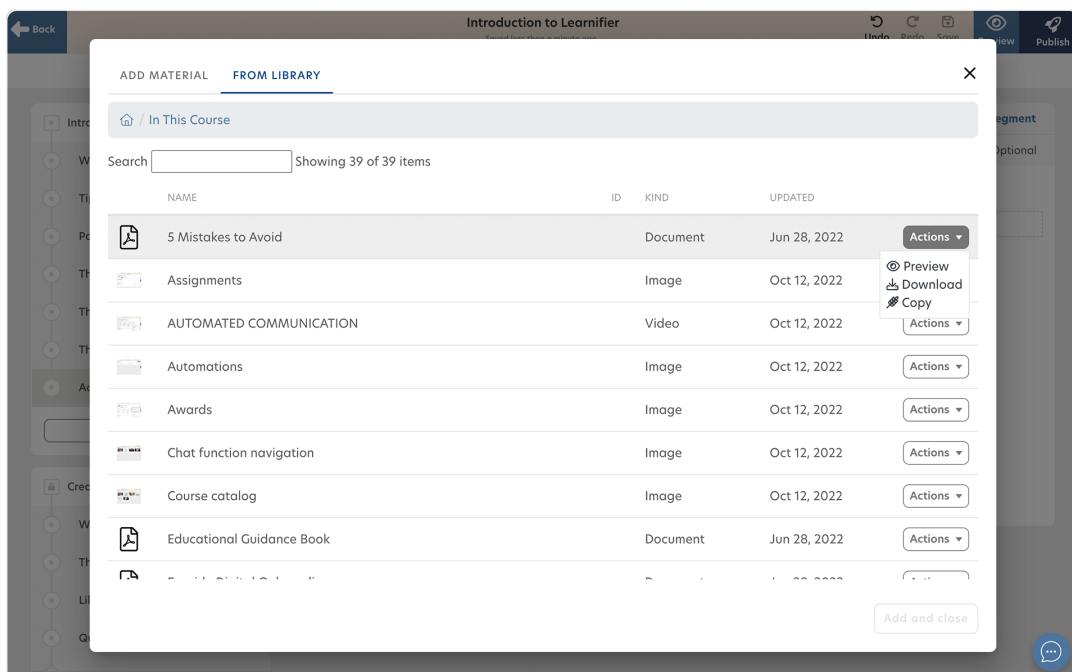 Back
Introduction to Learnifier
Undo Redo Save
Publish
ADD MATERIAL FROM LIBRARY
/ In This Course
Search Showing 39 of 39 items
NAME ID KIND UPDATED
5 Mistakes to Avoid Document Jun 28, 2022 Actions
Preview
Download
Copy
Assignments Image Oct 12, 2022
AUTOMATED COMMUNICATION Video Oct 12, 2022 Actions
Automations Image Oct 12, 2022 Actions
Awards Image Oct 12, 2022 Actions
Chat function navigation Image Oct 12, 2022 Actions
Course catalog Image Oct 12, 2022 Actions
Educational Guidance Book Document Jun 28, 2022 Actions
Add and close